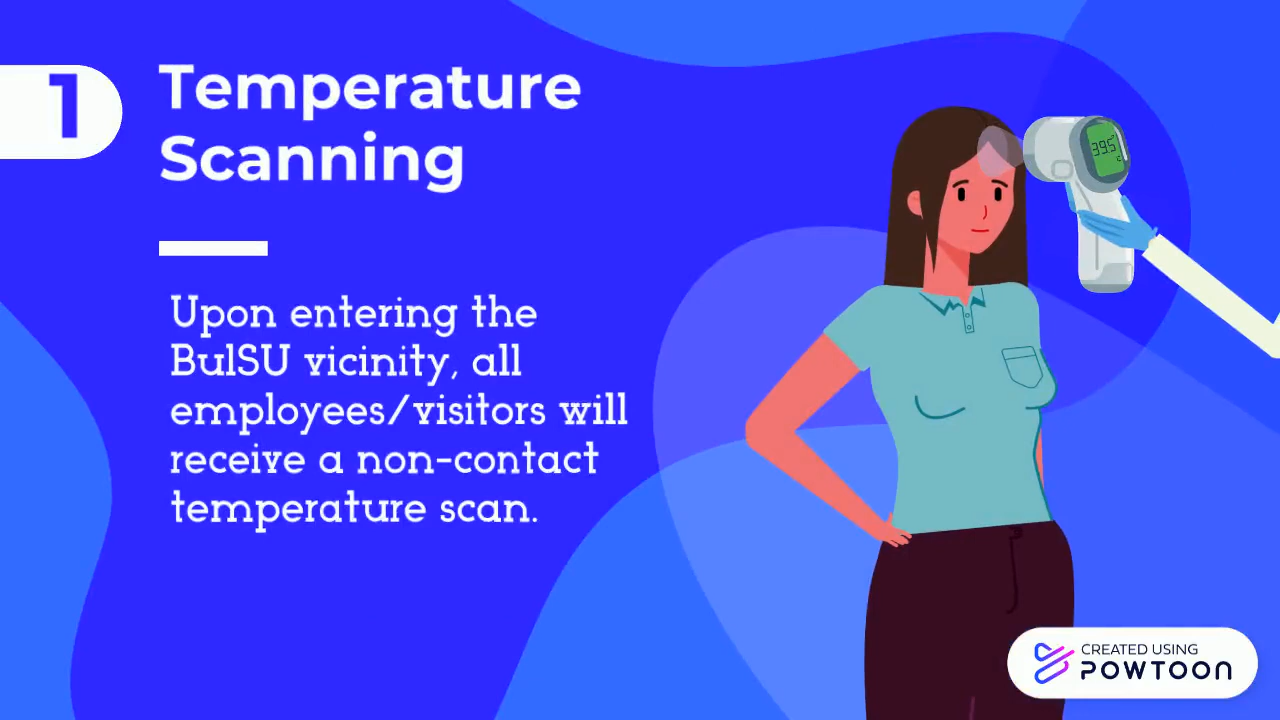 1
Temperature
Scanning
39.5
°C
Upon entering the
BulSU vicinity, all
employees/visitors will
receive a non-contact
temperature scan.
CREATED USING
POWTOON